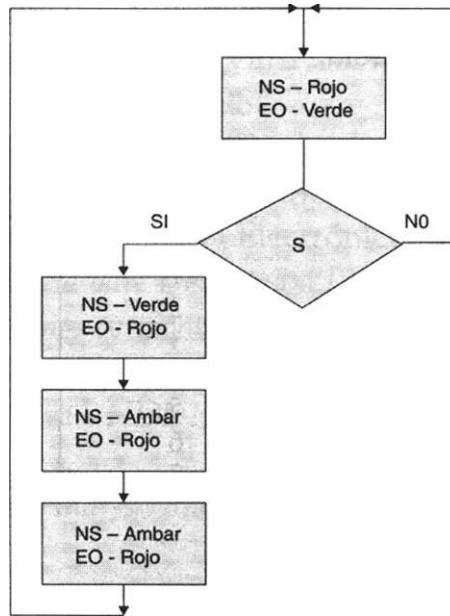 NS – Rojo
EO - Verde
SI
S
N0
NS – Verde
EO - Rojo
NS – Ambar
EO - Rojo
NS – Ambar
EO - Rojo